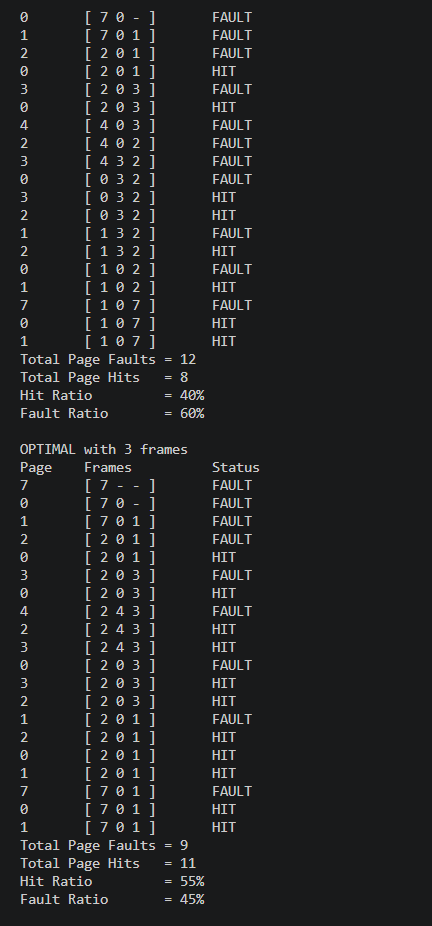 0       [ 7 0 - ]       FAULT
1       [ 7 0 1 ]       FAULT
2       [ 2 0 1 ]       FAULT
0       [ 2 0 1 ]       HIT
3       [ 2 0 3 ]       FAULT
0       [ 2 0 3 ]       HIT
4       [ 4 0 3 ]       FAULT
2       [ 4 0 2 ]       FAULT
3       [ 4 3 2 ]       FAULT
0       [ 0 3 2 ]       FAULT
3       [ 0 3 2 ]       HIT
2       [ 0 3 2 ]       HIT
1       [ 1 3 2 ]       FAULT
2       [ 1 3 2 ]       HIT
0       [ 1 0 2 ]       FAULT
1       [ 1 0 2 ]       HIT
7       [ 1 0 7 ]       FAULT
0       [ 1 0 7 ]       HIT
1       [ 1 0 7 ]       HIT
Total Page Faults = 12
Total Page Hits   = 8
Hit Ratio         = 40%
Fault Ratio       = 60%

OPTIMAL with 3 frames
Page    Frames          Status
7       [ 7 - - ]       FAULT
0       [ 7 0 - ]       FAULT
1       [ 7 0 1 ]       FAULT
2       [ 2 0 1 ]       FAULT
0       [ 2 0 1 ]       HIT
3       [ 2 0 3 ]       FAULT
0       [ 2 0 3 ]       HIT
4       [ 2 4 3 ]       FAULT
2       [ 2 4 3 ]       HIT
3       [ 2 4 3 ]       HIT
0       [ 2 0 3 ]       FAULT
3       [ 2 0 3 ]       HIT
2       [ 2 0 3 ]       HIT
1       [ 2 0 1 ]       FAULT
2       [ 2 0 1 ]       HIT
0       [ 2 0 1 ]       HIT
1       [ 2 0 1 ]       HIT
7       [ 7 0 1 ]       FAULT
0       [ 7 0 1 ]       HIT
1       [ 7 0 1 ]       HIT
Total Page Faults = 9
Total Page Hits   = 11
Hit Ratio         = 55%
Fault Ratio       = 45%